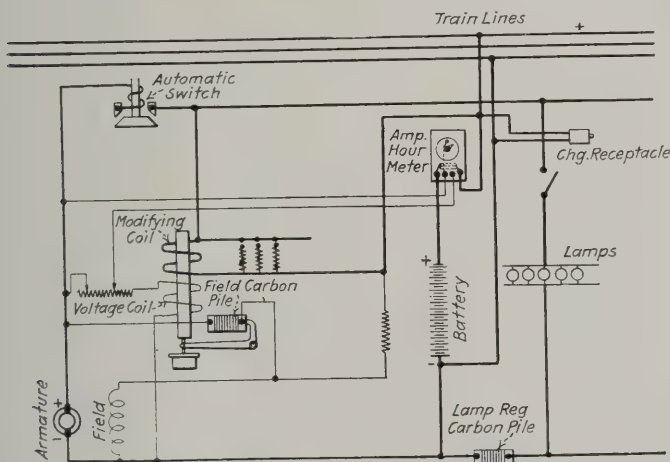 Train Lines
+
Automatic
Switch
Amp.
Hour
Meter
Chg. Receptacle
Modifying
Coil
Lamps
+
Field Carbon
Pile
Voltage Coil
Battery
-
Armature
+
-
Field
Lamp Reg
Carbon Pile